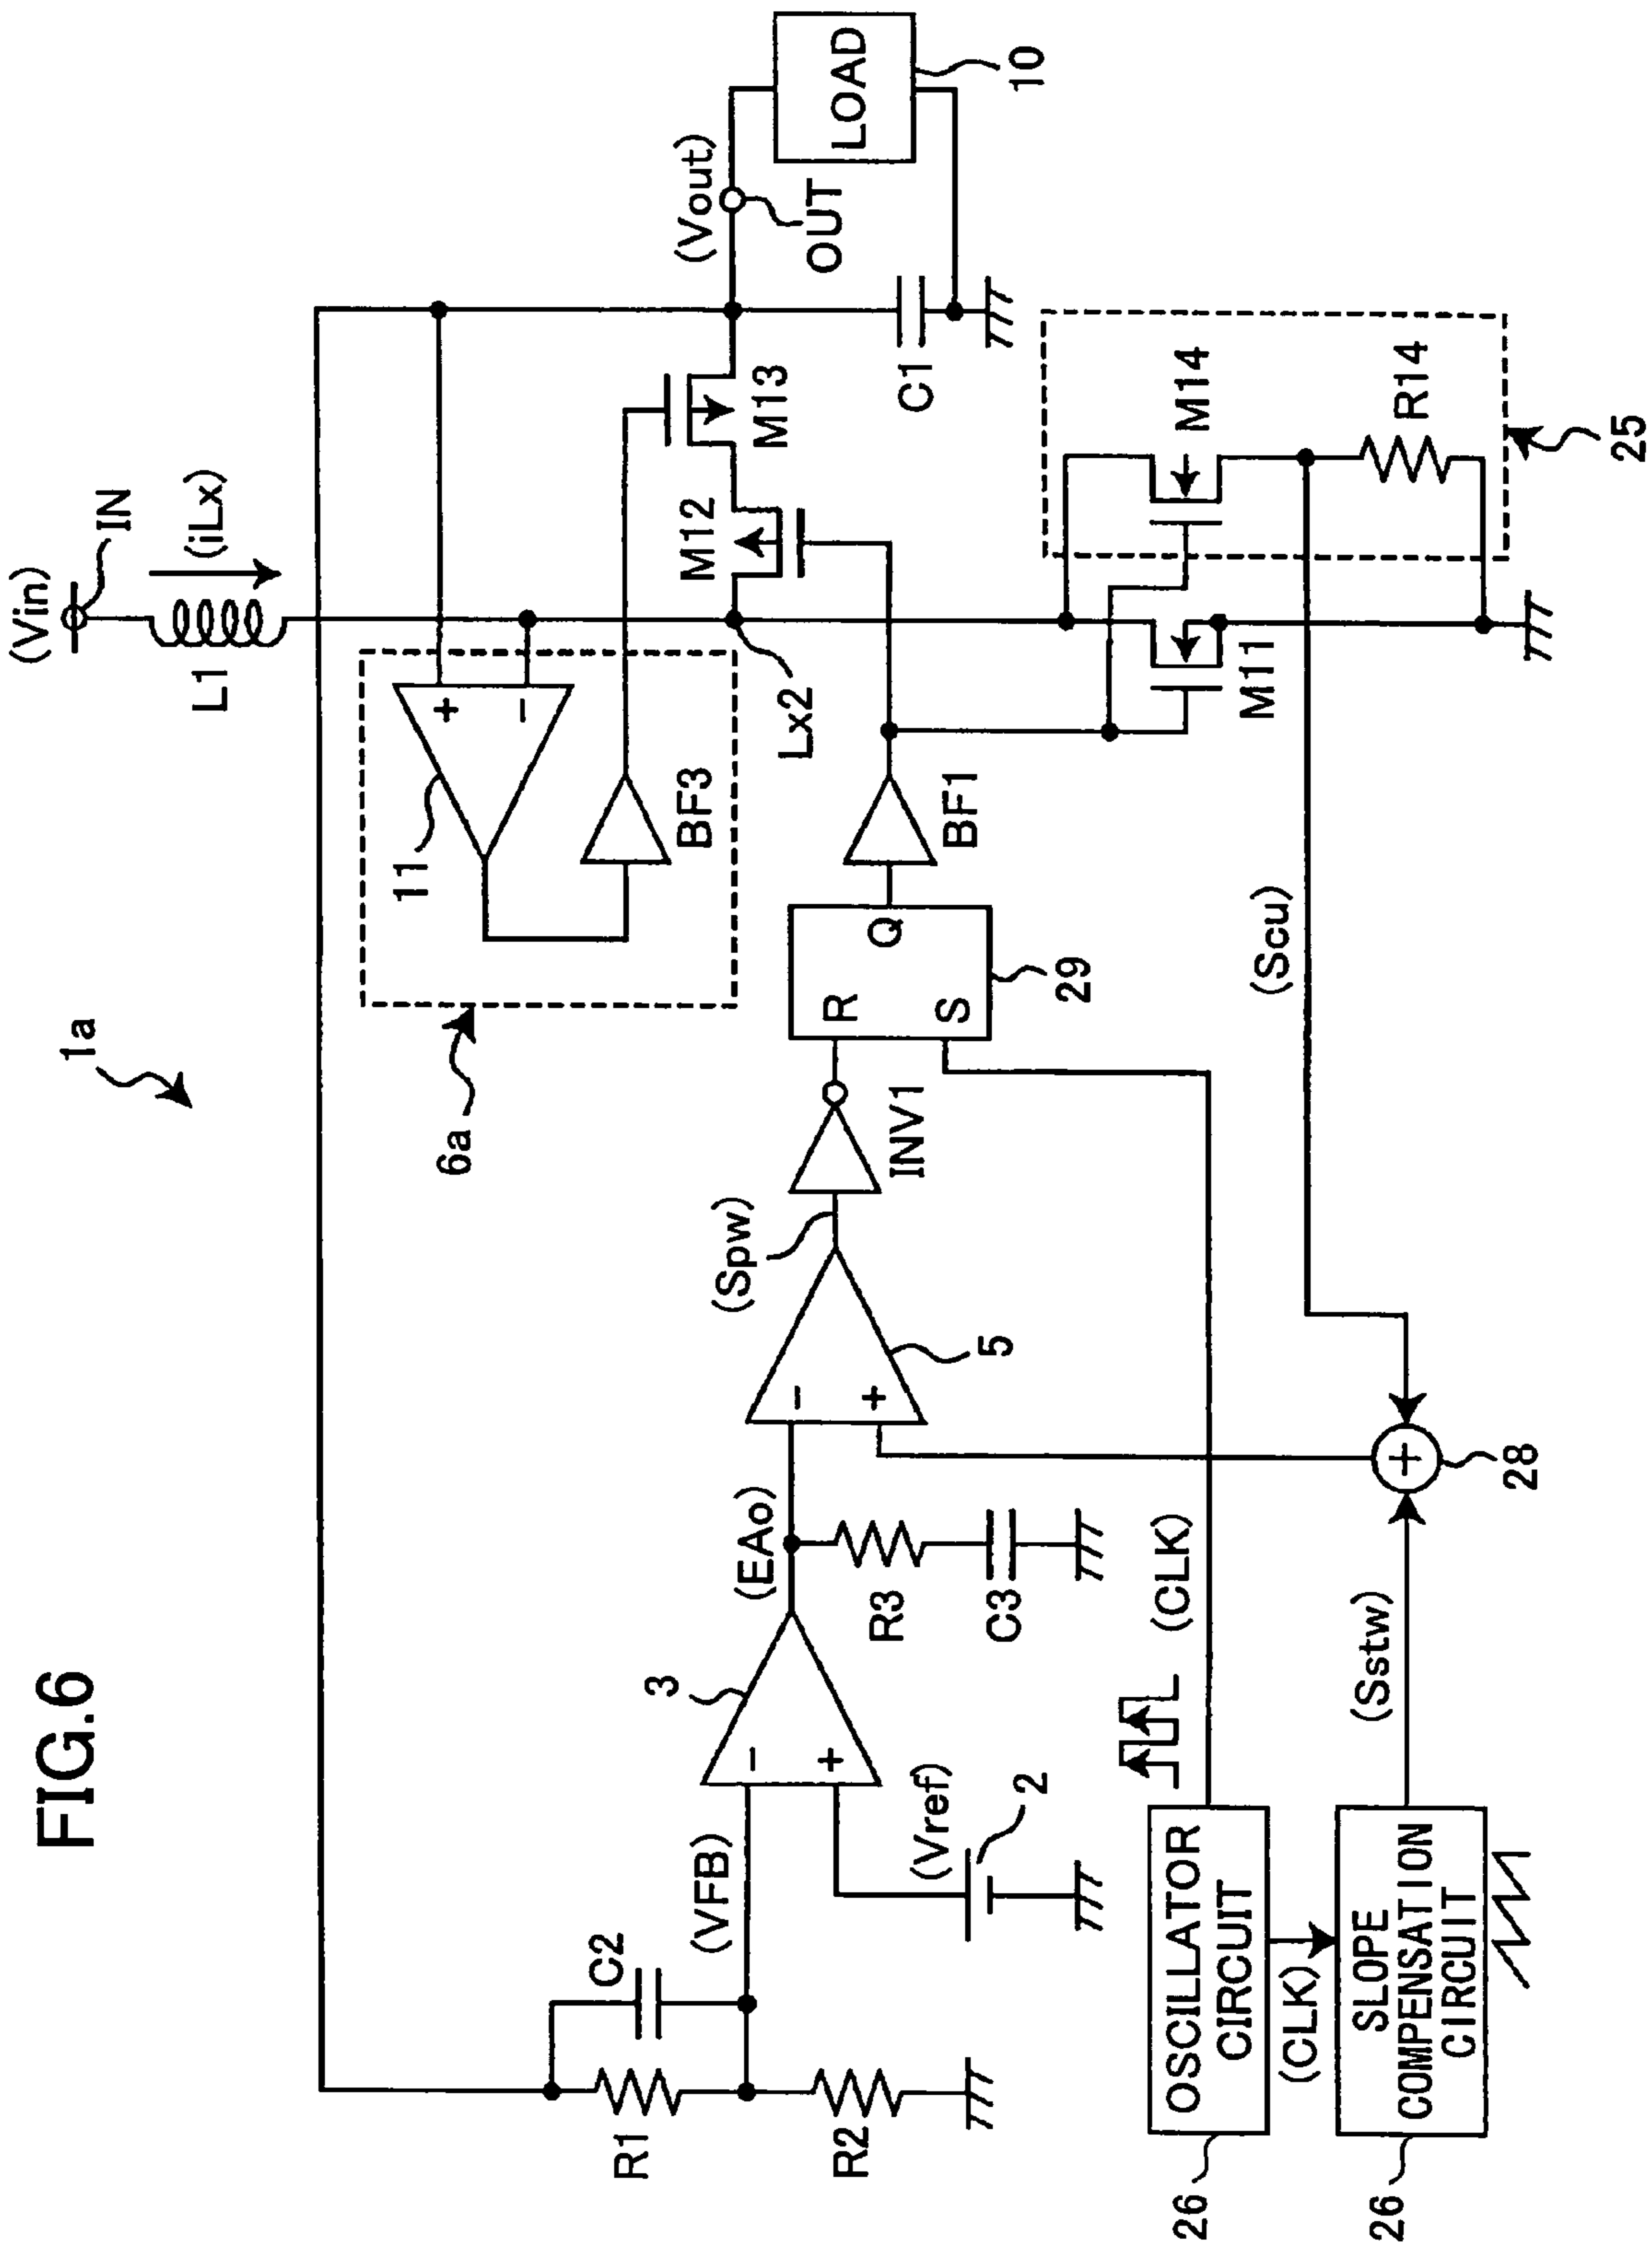 FIG.6
1a
(Vin)
IN
L1
(iLx)
6a
11
+
-
BF3
Lx2
M12
M13
(Vout)
OUT
LOAD
10
C1
R1
C2
R2
(VFB)
3
-
+
(Vref)
2
(EAo)
R3
C3
-
+
5
(Spw)
INV1
R
S
Q
29
BF1
M11
M14
R14
25
(Scu)
OSCILLATOR
CIRCUIT
26
(CLK)
(CLK)
SLOPE
COMPENSATION
CIRCUIT
26
(Sstw)
+
28